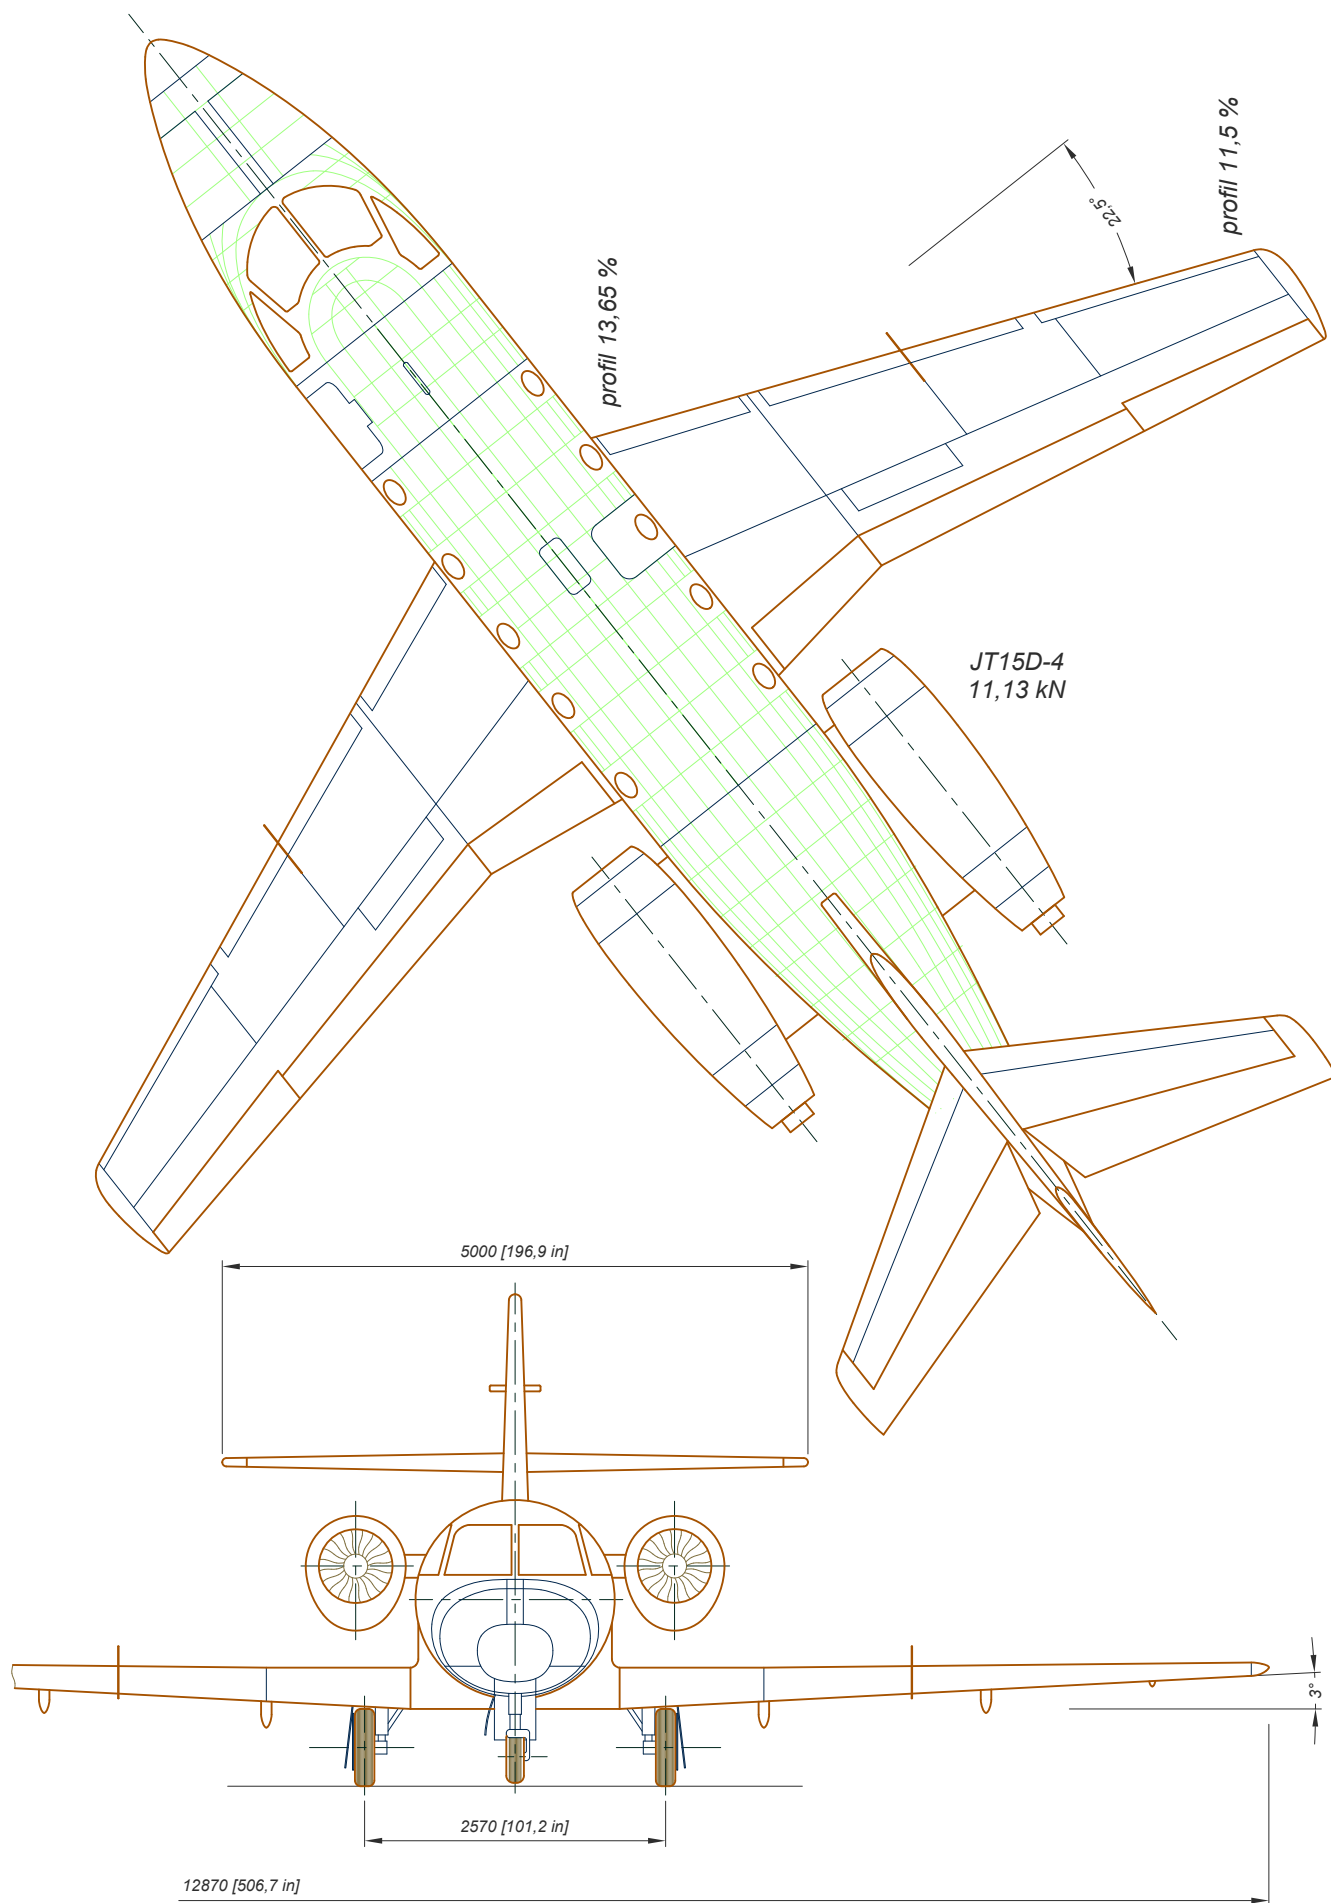 profil 11,5 %
22,5°
profil 13,65 %
JT15D-4
11,13 kN
5000 [196,9 in]
3°
2570 [101,2 in]
12870 [506,7 in]